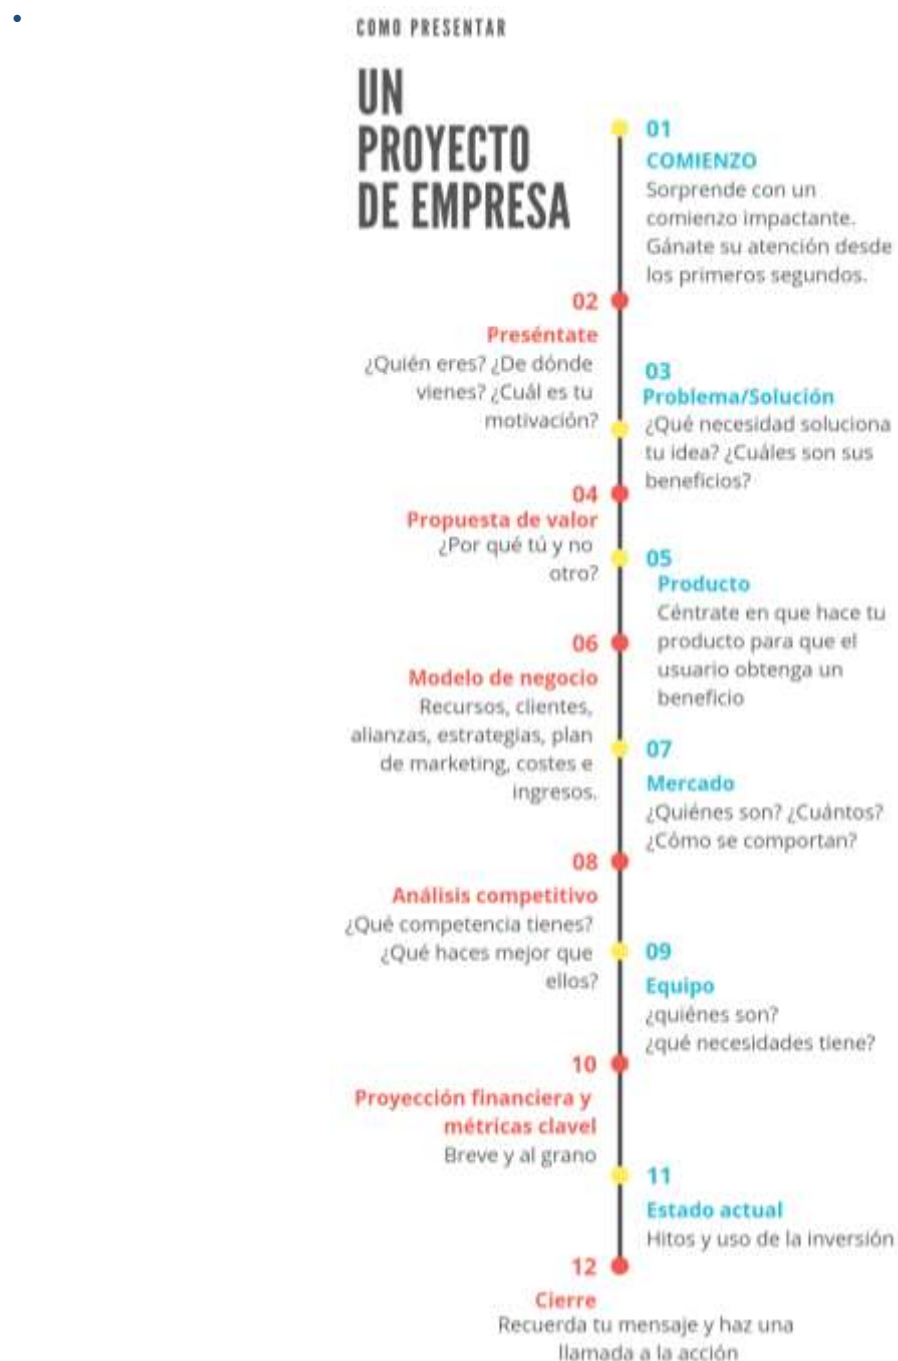 COMO PRESENTAR
UN
PROYECTO
DE EMPRESA
01
COMIENZO
Sorprende con un
comienzo impactante.
Gánate su atención desde
los primeros segundos.
02
Preséntate
¿Quién eres? ¿De dónde
vienes? ¿Cuál es tu
motivación?
03
Problema/Solución
¿Qué necesidad soluciona
tu idea? ¿Cuáles son sus
beneficios?
04
Propuesta de valor
¿Por qué tú y no
otro?
05
Producto
Céntrate en que hace tu
producto para que el
usuario obtenga un
beneficio
06
Modelo de negocio
Recursos, clientes,
alianzas, estrategias, plan
de marketing, costes e
ingresos.
07
Mercado
¿Quiénes son? ¿Cuántos?
¿Cómo se comportan?
08
Análisis competitivo
¿Qué competencia tienes?
¿Qué haces mejor que
ellos?
09
Equipo
¿quiénes son?
¿qué necesidades tiene?
10
Proyección financiera y
métricas clavel
Breve y al grano
11
Estado actual
Hitos y uso de la inversión
12
Cierre
Recuerda tu mensaje y haz una
llamada a la acción